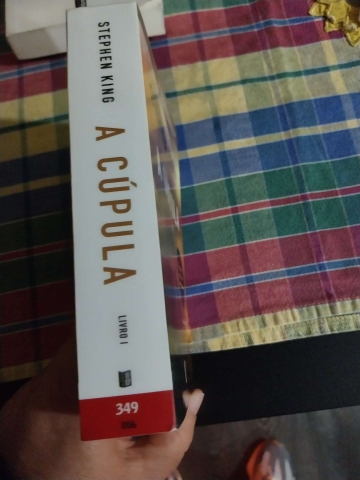 STEPHEN KING
A CÚPULA
LIVRO I
349